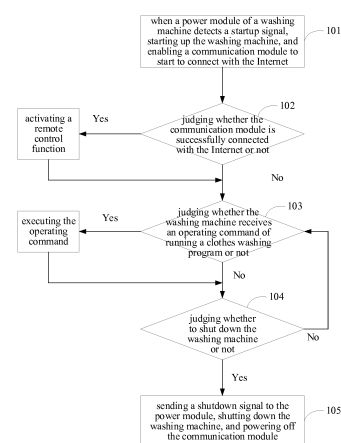 when a power module of a washing
machine detects a startup signal,
starting up the washing machine, and
enabling a communication module to
start to connect with the Internet
101
102
judging whether the
communication module is
successfully connected
with the Internet or not
Yes
activating a
remote
control
function
No
103
judging whether the
washing machine receives
an operating command of
running a clothes washing
program or not
Yes
executing the
operating
command
No
104
judging whether
to shut down the
washing machine
or not
No
Yes
sending a shutdown signal to the
power module, shutting down the
washing machine, and powering off
the communication module
105